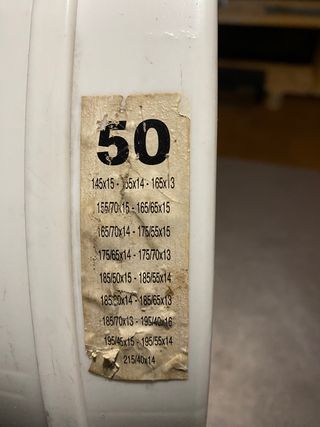 50
145x15 - 155x14 - 165x13
155/70x15 - 165/65x15
165/70x14 - 175/55x15
175/65x14 - 175/70x13
185/50x15 - 185/55x14
185/60x14 - 185/65x13
185/70x13 - 195/40x16
195/45x15 - 195/55x14
215/40x14